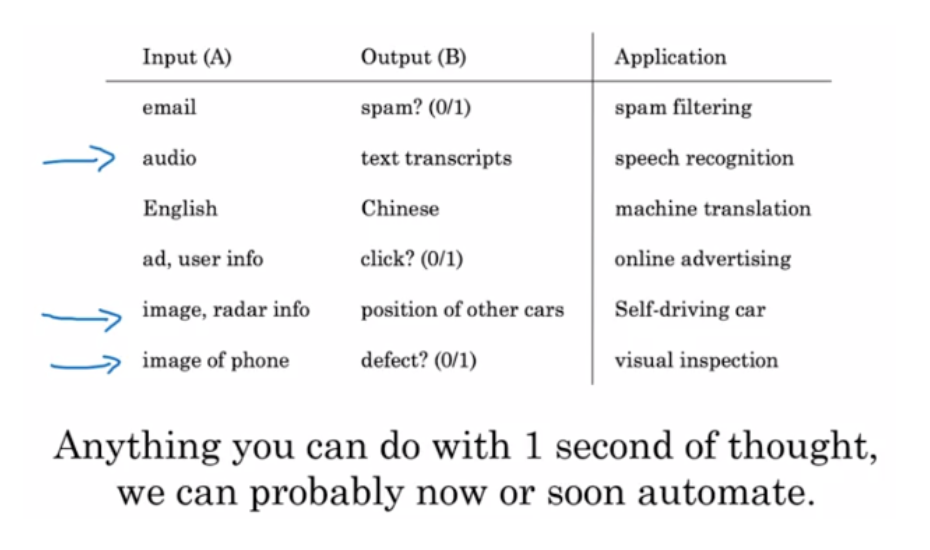 Input (A) Output (B) Application
email spam? (0/1) spam filtering
audio text transcripts speech recognition
English Chinese machine translation
ad, user info click? (0/1) online advertising
image, radar info position of other cars Self-driving car
image of phone defect? (0/1) visual inspection
Anything you can do with 1 second of thought,
we can probably now or soon automate.